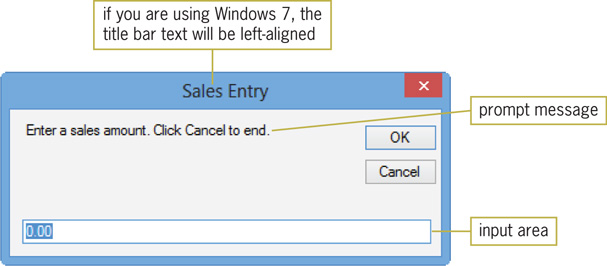 if you are using Windows 7, the
title bar text will be left-aligned
Sales Entry
Enter a sales amount. Click Cancel to end.
prompt message
OK
Cancel
0.00
input area